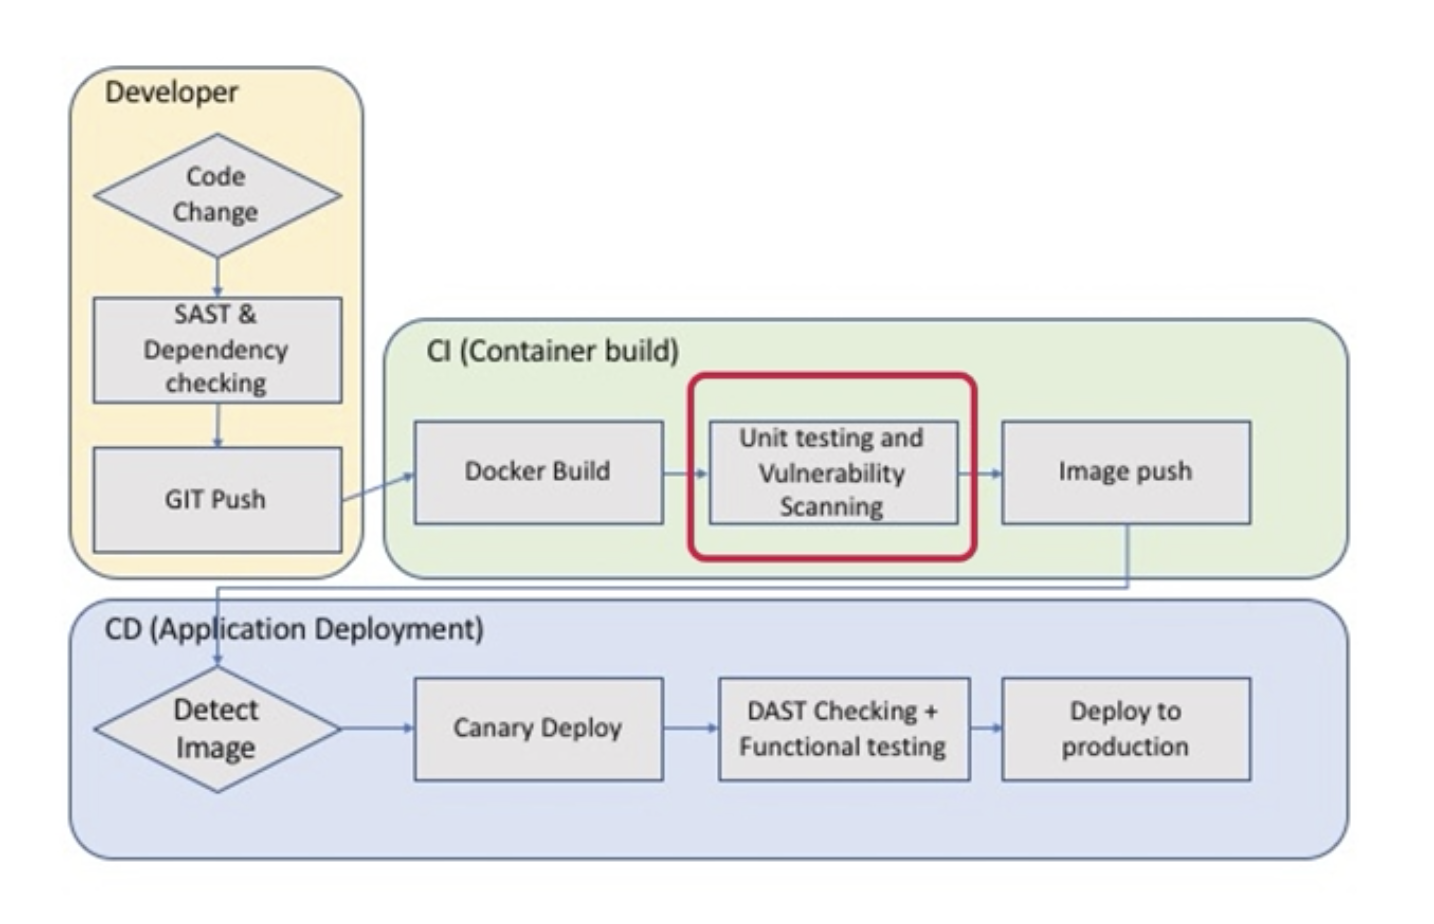 Developer
Code
Change
SAST &
Dependency
checking
GIT Push
CI (Container build)
Docker Build
Unit testing and
Vulnerability
Scanning
Image push
CD (Application Deployment)
Detect
Image
Canary Deploy
DAST Checking +
Functional testing
Deploy to
production